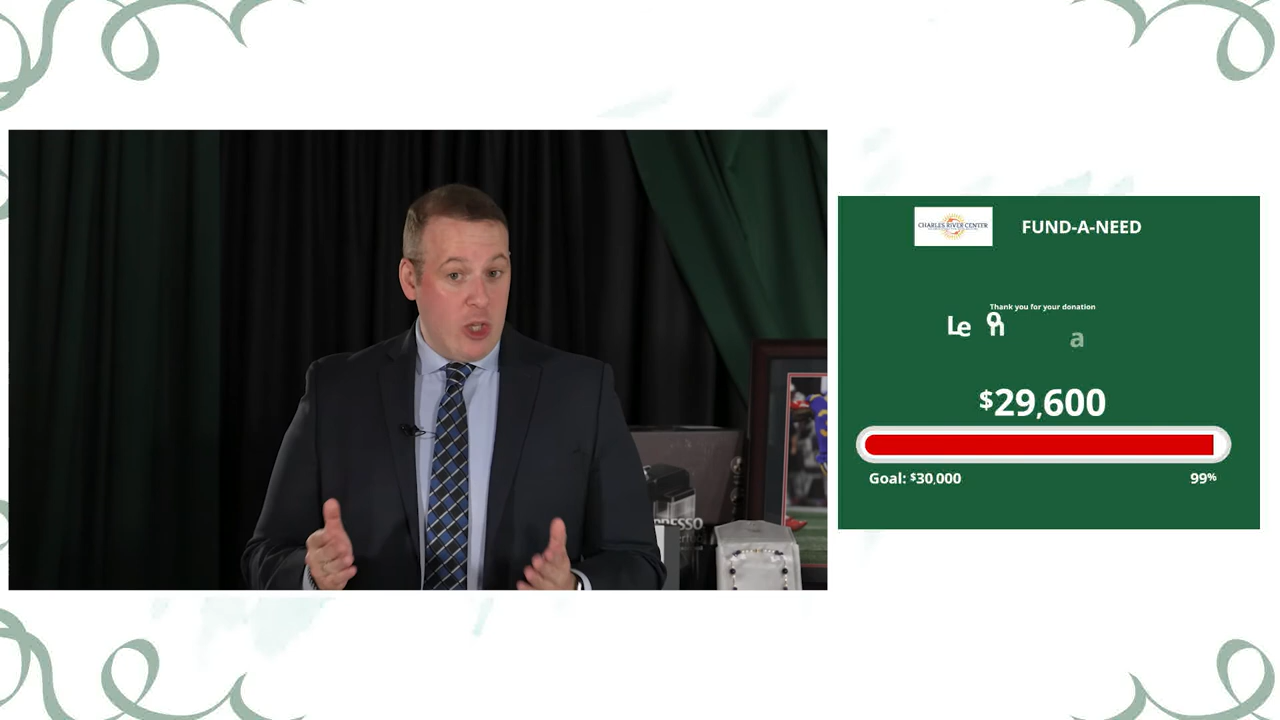 CHARLES RIVER CENTER
FUND-A-NEED
Thank you for your donation
$29,600
Goal: $30,000
99%